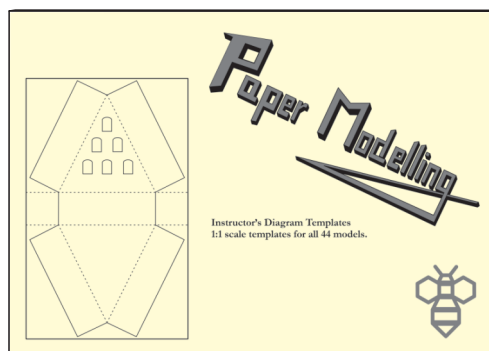 Paper Modelling
Instructor's Diagram Templates
1:1 scale templates for all 44 models.